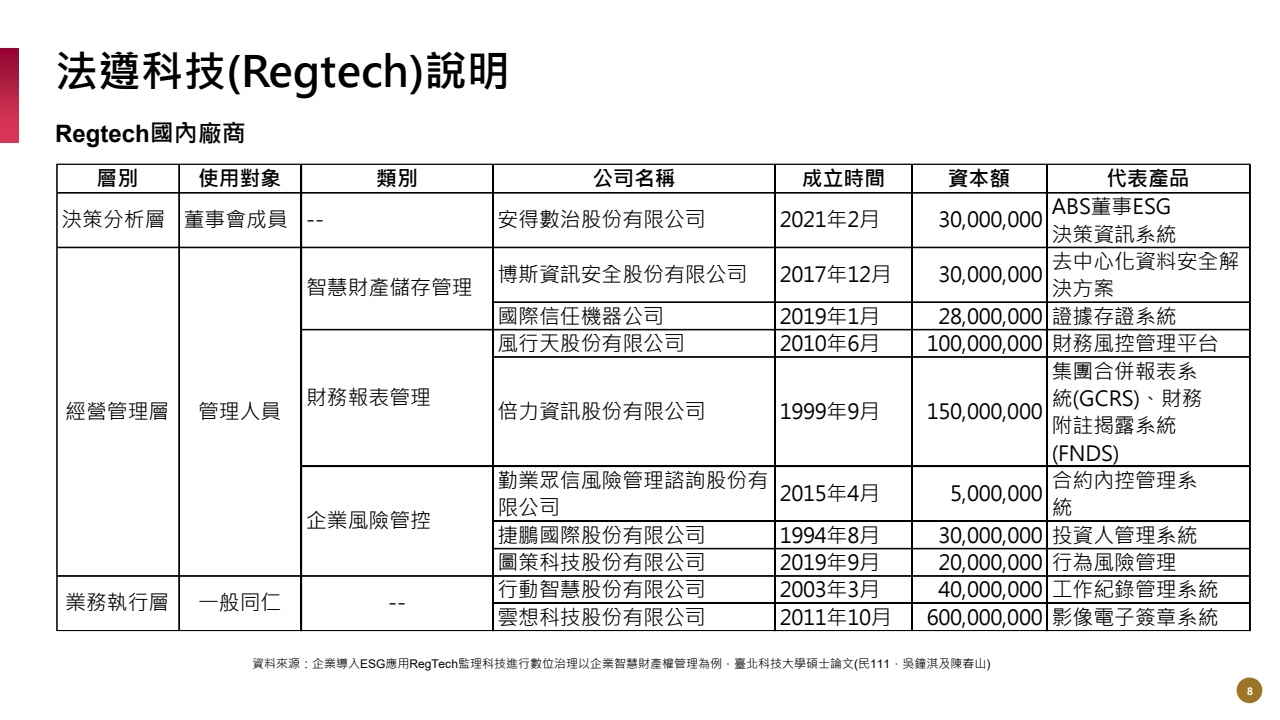 法遵科技(Regtech)說明
Regtech國內廠商
層別 使用對象 類別 公司名稱 成立時間 資本額 代表產品
決策分析層 董事會成員 -- 安得數治股份有限公司 2021年2月 30,000,000 ABS董事ESG
決策資訊系統
經營管理層 管理人員 智慧財產儲存管理 博斯資訊安全股份有限公司 2017年12月 30,000,000 去中心化資料安全解
決方案
國際信任機器公司 2019年1月 28,000,000 證據存證系統
財務報表管理 風行天股份有限公司 2010年6月 100,000,000 財務風控管理平台
倍力資訊股份有限公司 1999年9月 150,000,000 集團合併報表系
統(GCRS)、財務
附註揭露系統
(FNDS)
企業風險管控 勤業眾信風險管理諮詢股份有
限公司 2015年4月 5,000,000 合約內控管理系
統
捷鵬國際股份有限公司 1994年8月 30,000,000 投資人管理系統
圖策科技股份有限公司 2019年9月 20,000,000 行為風險管理
業務執行層 一般同仁 -- 行動智慧股份有限公司 2003年3月 40,000,000 工作紀錄管理系統
雲想科技股份有限公司 2011年10月 600,000,000 影像電子簽章系統
資料來源：企業導入ESG應用RegTech監理科技進行數位治理以企業智慧財產權管理為例，臺北科技大學碩士論文(民111，吳鐘淇及陳春山)
8